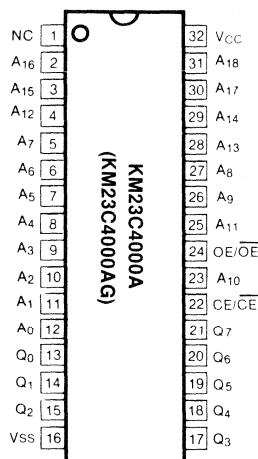 NC 1 32 VCC
A16 2 31 A18
A15 3 30 A17
A12 4 29 A14
A7 5 28 A13
A6 6 27 A8
A5 7 26 A9
A4 8 25 A11
A3 9 24 OE/O̅E̅
A2 10 23 A10
A1 11 22 CE/C̅E̅
A0 12 21 Q7
Q0 13 20 Q6
Q1 14 19 Q5
Q2 15 18 Q4
VSS 16 17 Q3
KM23C4000A
(KM23C4000AG)